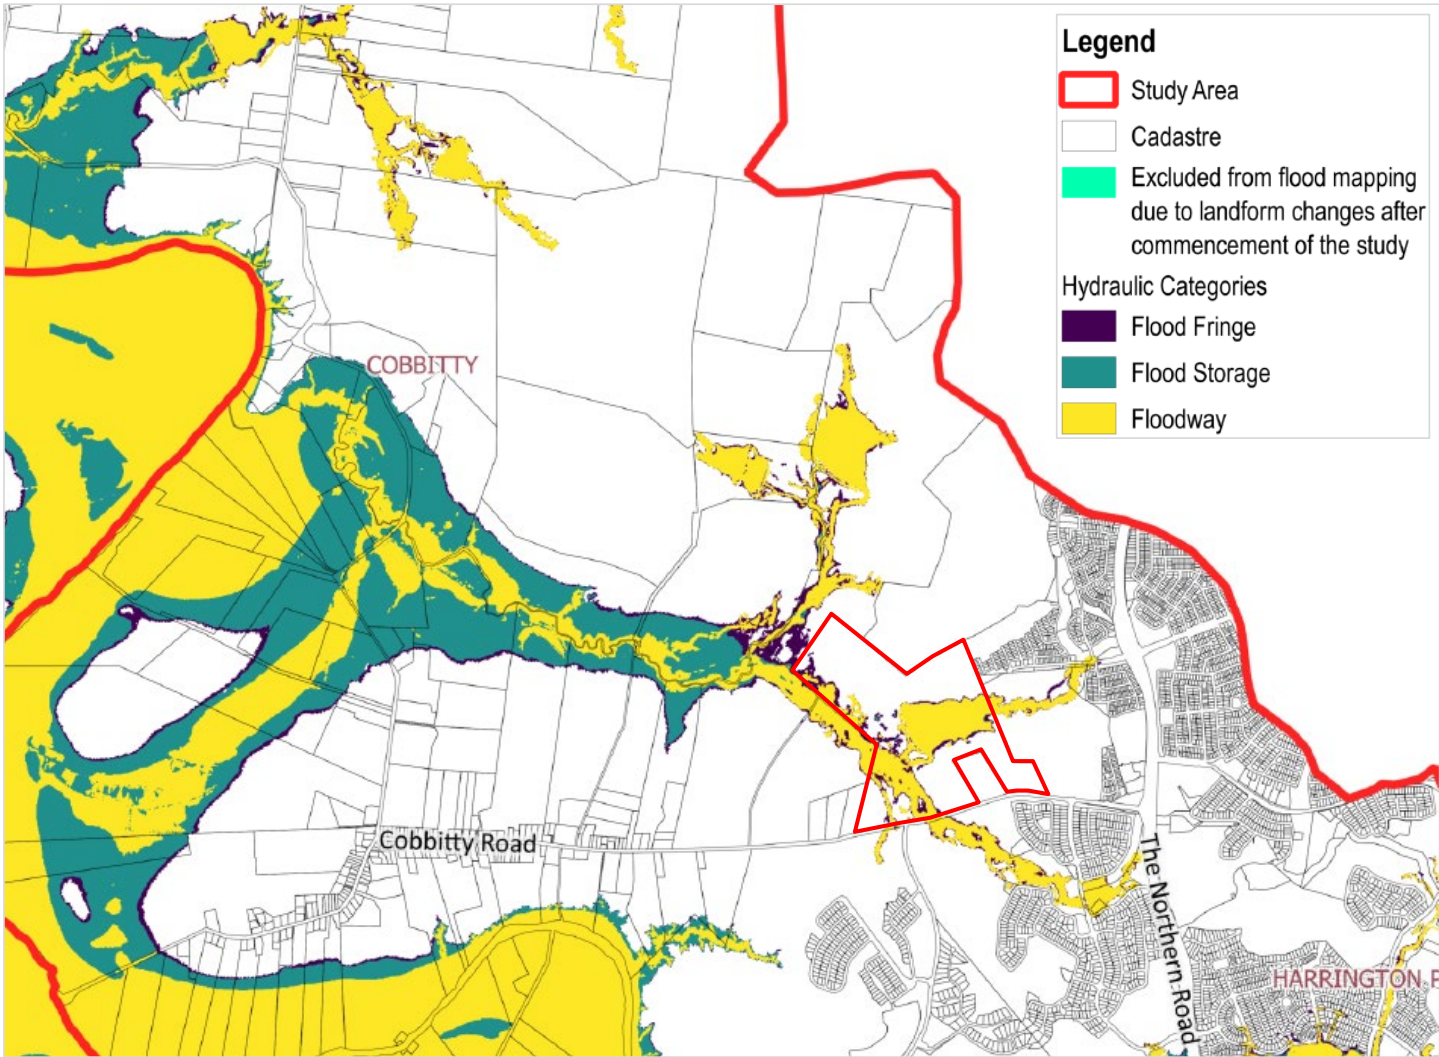 Legend
Study Area
Cadastre
Excluded from flood mapping
due to landform changes after
commencement of the study
Hydraulic Categories
Flood Fringe
Flood Storage
Floodway
COBBITTY
Cobbitty Road
The Northern Road
HARRINGTON P